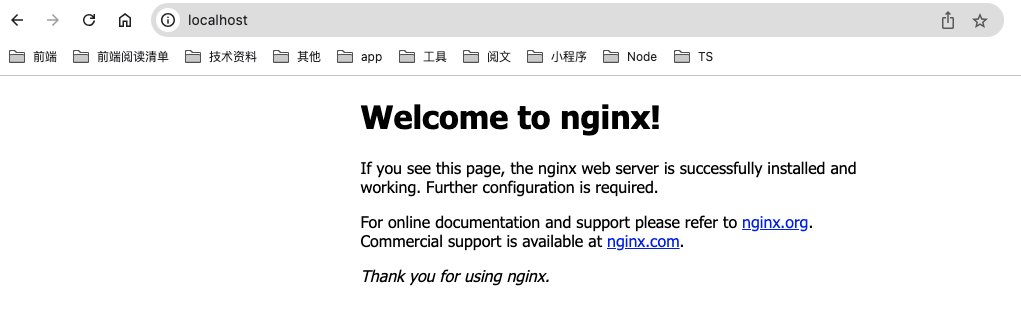 localhost
前端 前端阅读清单 技术资料 其他 app 工具 阅文 小程序 Node TS
Welcome to nginx!
If you see this page, the nginx web server is successfully installed and
working. Further configuration is required.
For online documentation and support please refer to nginx.org.
Commercial support is available at nginx.com.
Thank you for using nginx.